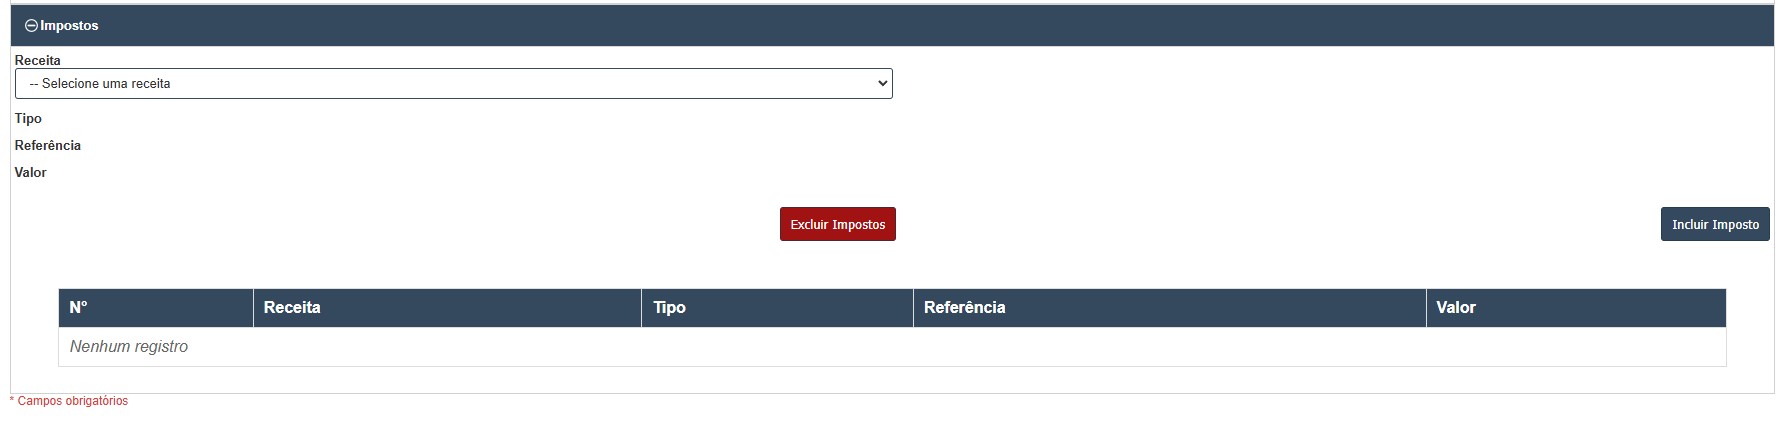 Impostos
Receita
-- Selecione uma receita
Tipo
Referência
Valor
Excluir Impostos Incluir Imposto
Nº Receita Tipo Referência Valor
Nenhum registro
* Campos obrigatórios